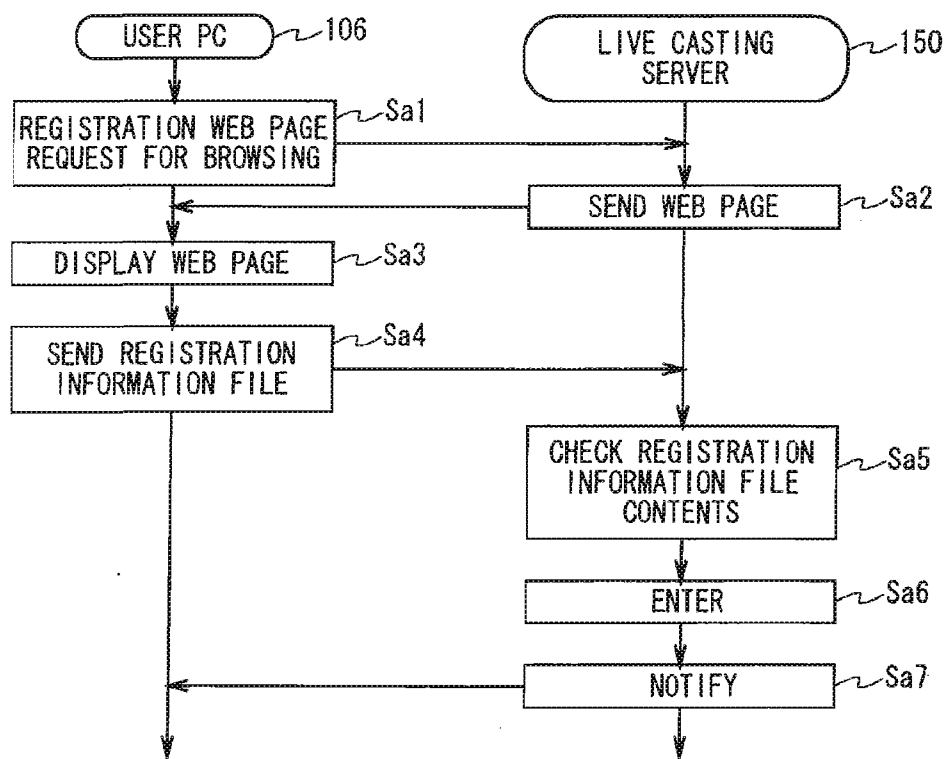 USER PC
106
LIVE CASTING
SERVER
150
REGISTRATION WEB PAGE
REQUEST FOR BROWSING
Sa1
SEND WEB PAGE
Sa2
DISPLAY WEB PAGE
Sa3
SEND REGISTRATION
INFORMATION FILE
Sa4
CHECK REGISTRATION
INFORMATION FILE
CONTENTS
Sa5
ENTER
Sa6
NOTIFY
Sa7